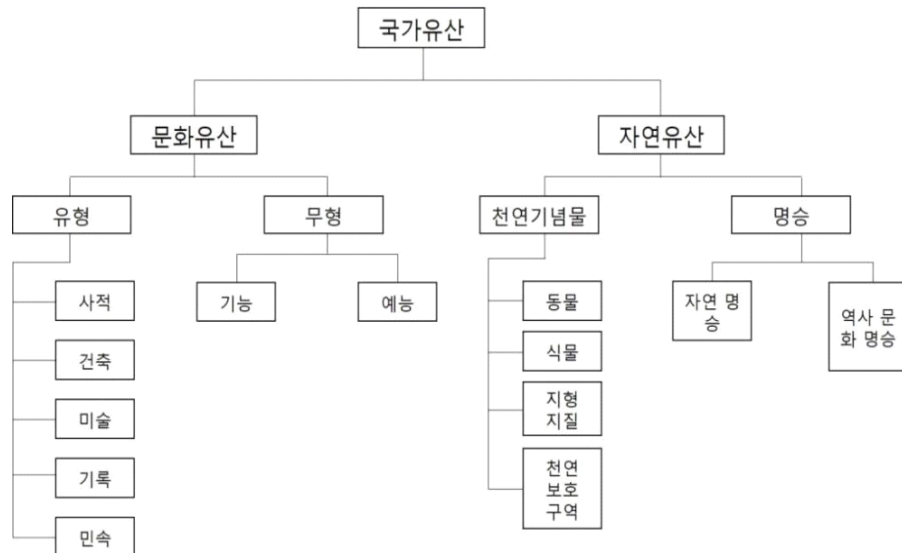 국가유산
문화유산
자연유산
유형
무형
천연기념물
명승
사적
건축
미술
기록
민속
기능
예능
동물
식물
지형
지질
천연
보호
구역
자연 명
승
역사 문
화 명승